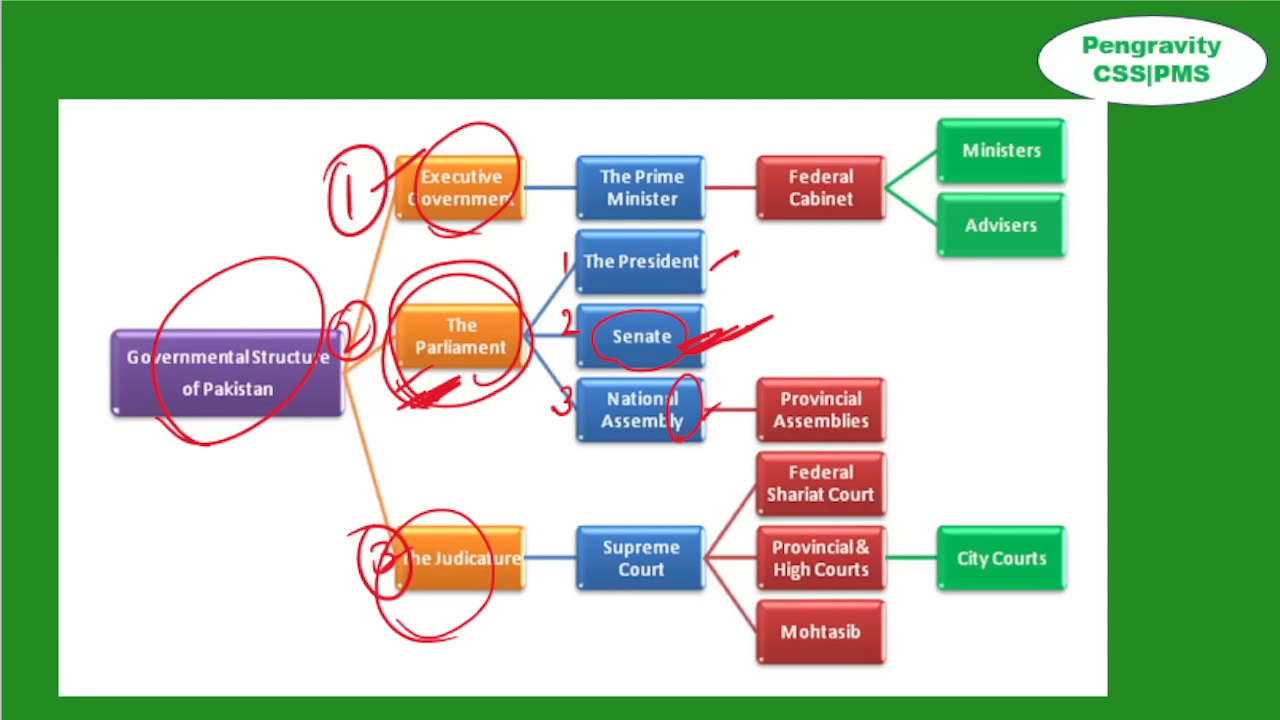 Pengravity
CSS|PMS
1
Executive
Government
The Prime
Minister
Federal
Cabinet
Ministers
Advisers
Governmental Structure
of Pakistan
2
The
Parliament
1
The President
2
Senate
3
National
Assembly
Provincial
Assemblies
3
The Judicature
Supreme
Court
Federal
Shariat Court
Provincial &
High Courts
City Courts
Mohtasib